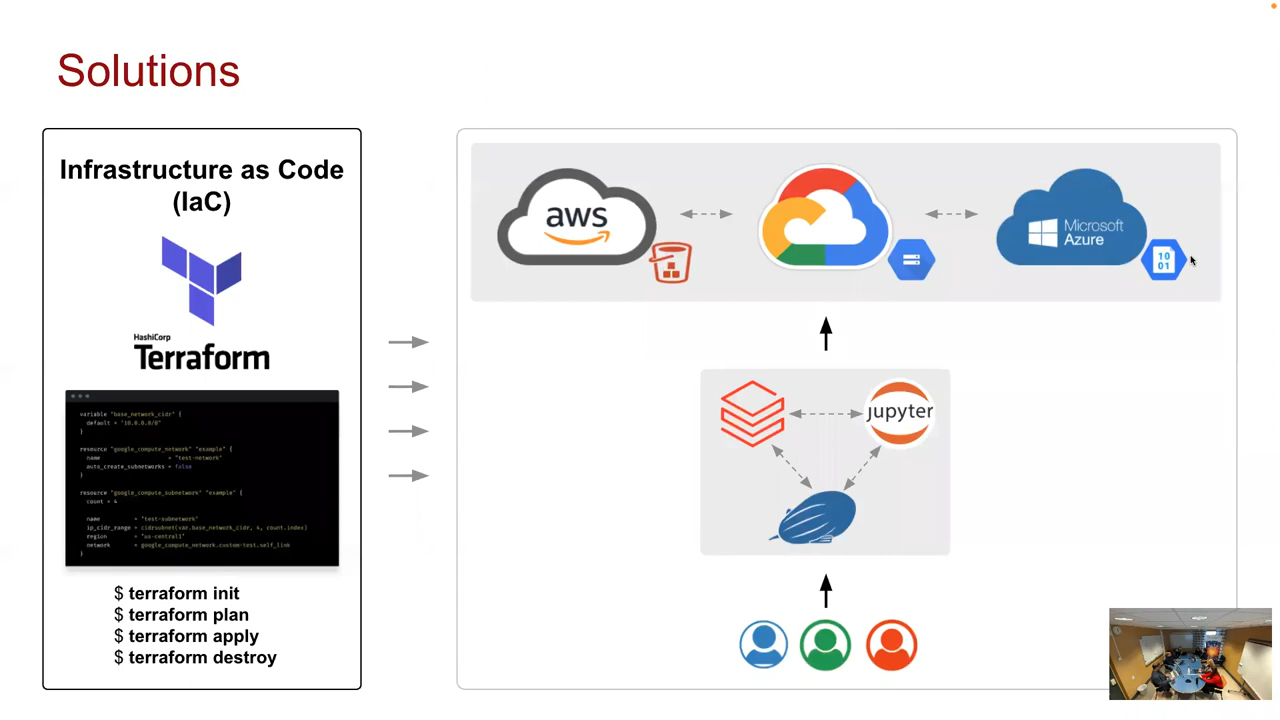 Solutions
Infrastructure as Code
(IaC)
HashiCorp
Terraform
variable "base_network_cidr" {
default = "10.0.0.0/8"
}
resource "google_compute_network" "example" {
name = "test-network"
auto_create_subnetworks = false
}
resource "google_compute_subnetwork" "example" {
count = 4
name = "test-subnetwork"
ip_cidr_range = cidrsubnet(var.base_network_cidr, 4, count.index)
region = "us-central1"
network = google_compute_network.custom-test.self_link
}
$ terraform init
$ terraform plan
$ terraform apply
$ terraform destroy
aws
Microsoft
Azure
10
01
jupyter